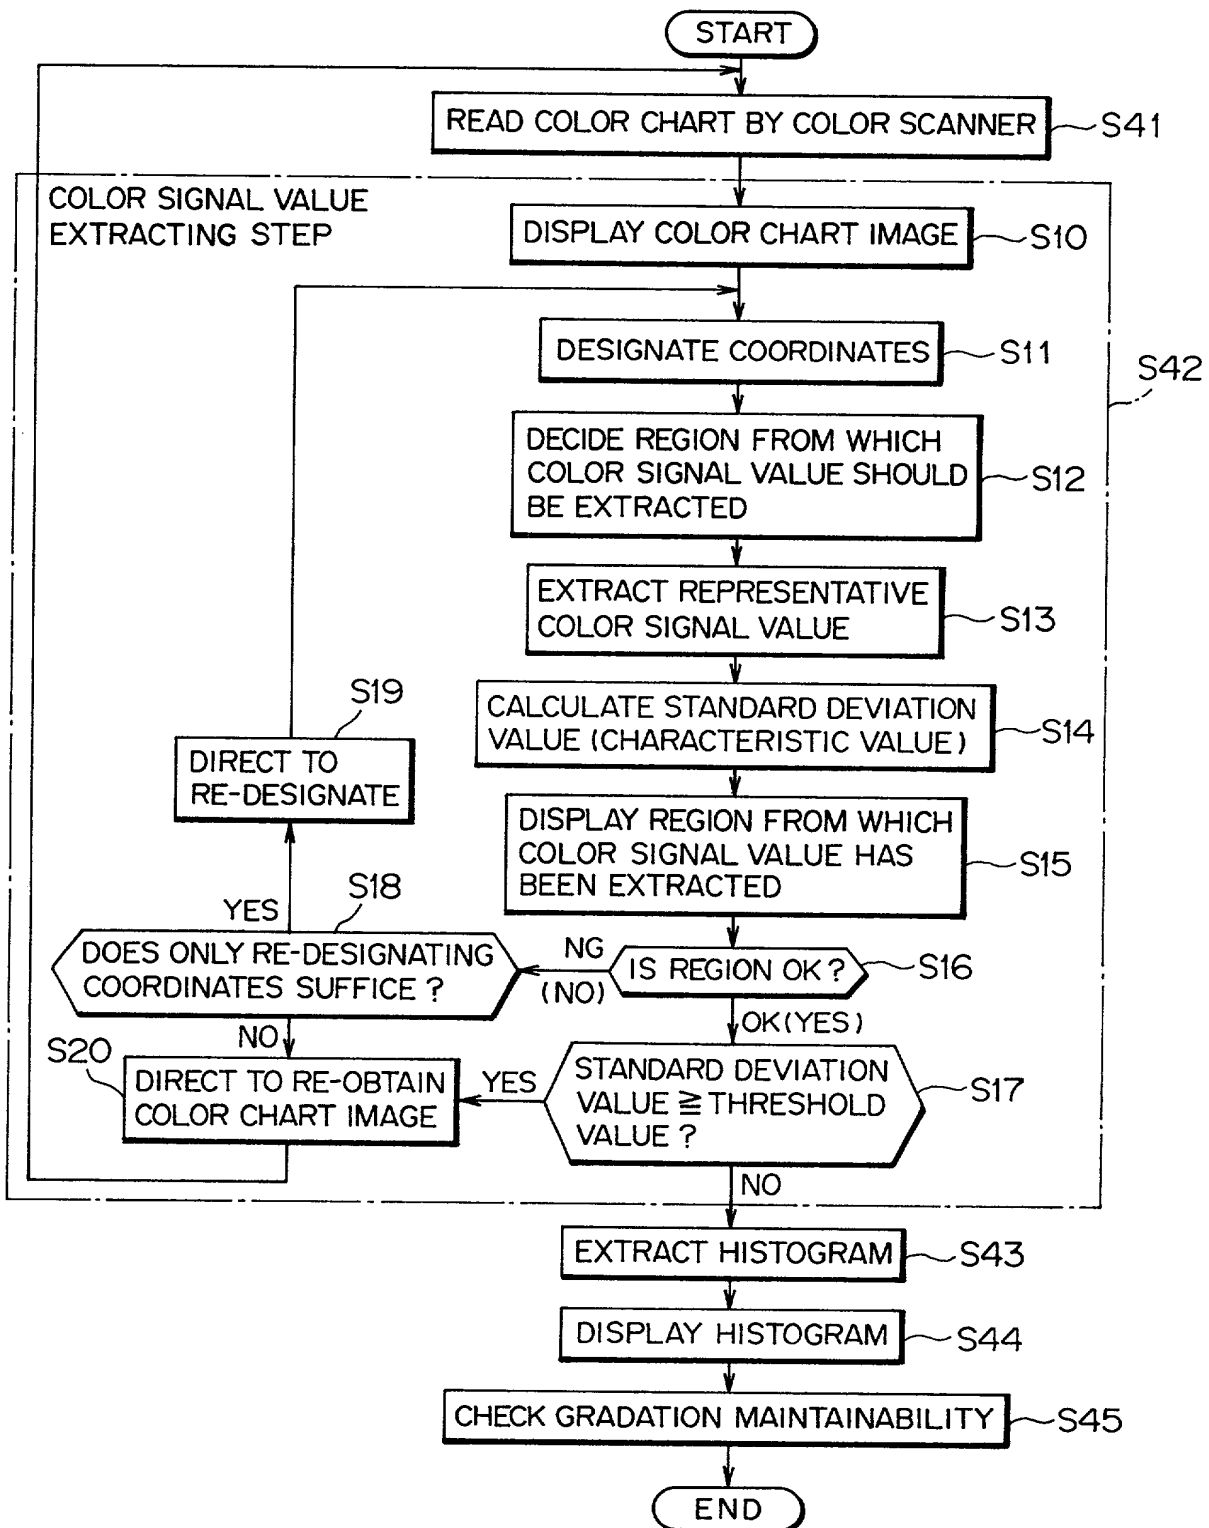 START
READ COLOR CHART BY COLOR SCANNER
S41
COLOR SIGNAL VALUE
EXTRACTING STEP
DISPLAY COLOR CHART IMAGE
S10
DESIGNATE COORDINATES
S11
S42
DECIDE REGION FROM WHICH
COLOR SIGNAL VALUE SHOULD
BE EXTRACTED
S12
EXTRACT REPRESENTATIVE
COLOR SIGNAL VALUE
S13
S19
DIRECT TO
RE-DESIGNATE
CALCULATE STANDARD DEVIATION
VALUE (CHARACTERISTIC VALUE)
S14
DISPLAY REGION FROM WHICH
COLOR SIGNAL VALUE HAS
BEEN EXTRACTED
S15
YES
S18
DOES ONLY RE-DESIGNATING
COORDINATES SUFFICE ?
NG
(NO)
IS REGION OK ?
S16
NO
OK(YES)
S20
DIRECT TO RE-OBTAIN
COLOR CHART IMAGE
YES
STANDARD DEVIATION
VALUE ≧ THRESHOLD
VALUE ?
S17
NO
EXTRACT HISTOGRAM
S43
DISPLAY HISTOGRAM
S44
CHECK GRADATION MAINTAINABILITY
S45
END